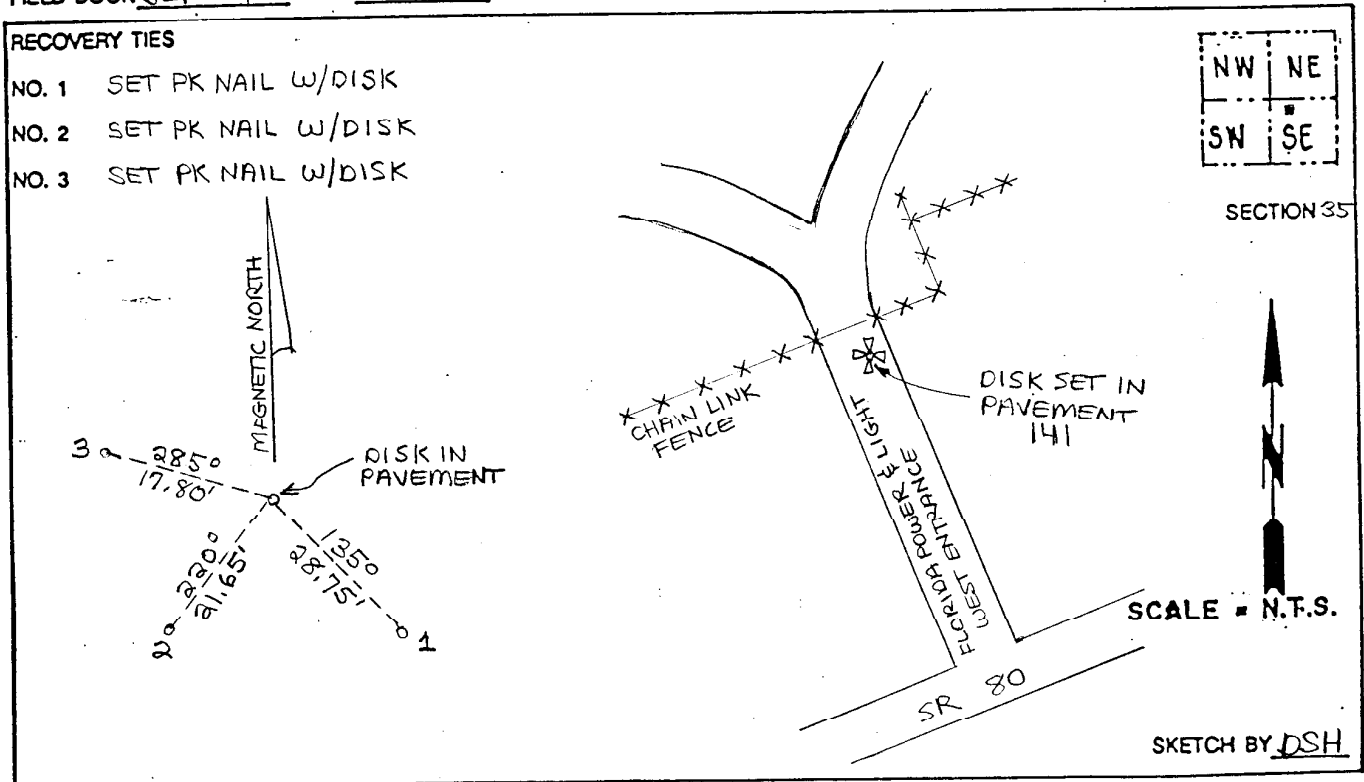 FIELD BOOK
RECOVERY TIES
NO. 1 SET PK NAIL W/DISK
NO. 2 SET PK NAIL W/DISK
NO. 3 SET PK NAIL W/DISK
NW NE
SW SE
SECTION 35
MAGNETIC NORTH
3
285°
17.80'
DISK IN
PAVEMENT
220°
21.65'
2
135°
28.75'
1
CHAIN LINK
FENCE
DISK SET IN
PAVEMENT
141
FLORIDA POWER & LIGHT
WEST ENTRANCE
SR 80
N
SCALE = N.T.S.
SKETCH BY DSH